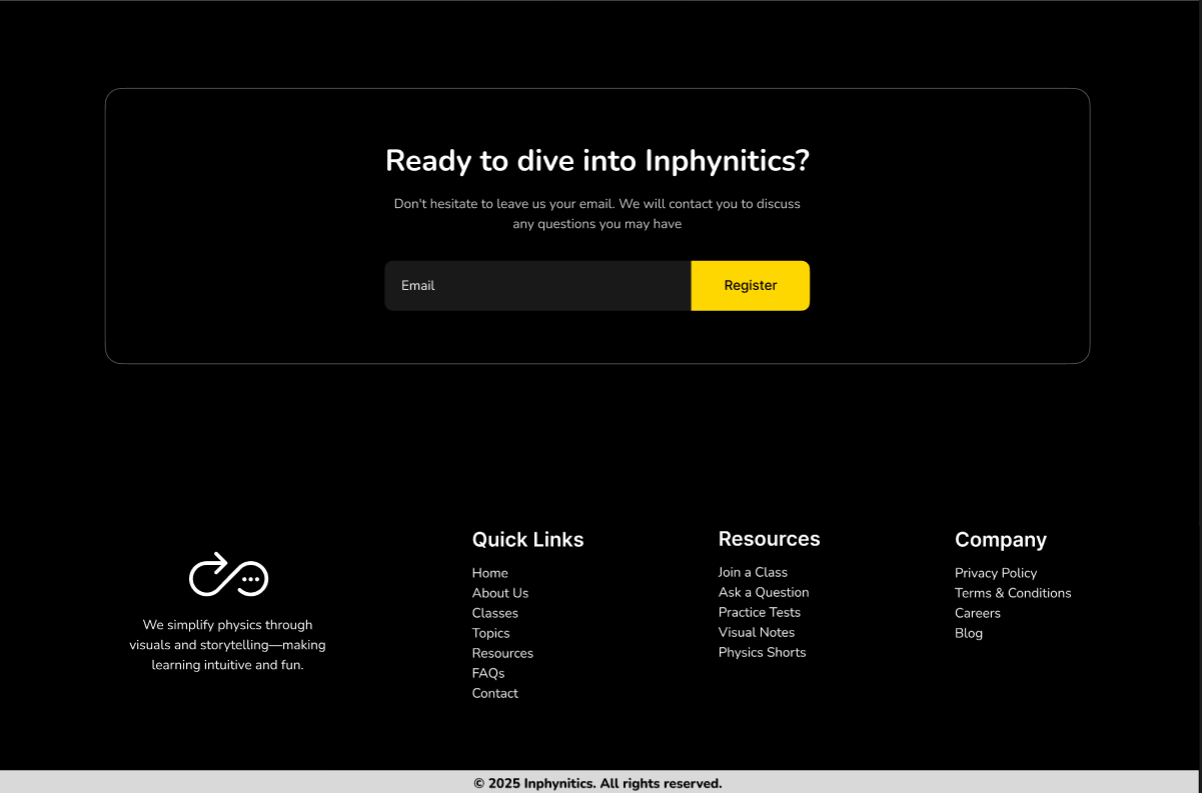 Ready to dive into Inphynitics?
Don't hesitate to leave us your email. We will contact you to discuss
any questions you may have
Email
Register
We simplify physics through
visuals and storytelling—making
learning intuitive and fun.
Quick Links
Home
About Us
Classes
Topics
Resources
FAQs
Contact
Resources
Join a Class
Ask a Question
Practice Tests
Visual Notes
Physics Shorts
Company
Privacy Policy
Terms & Conditions
Careers
Blog
© 2025 Inphynitics. All rights reserved.